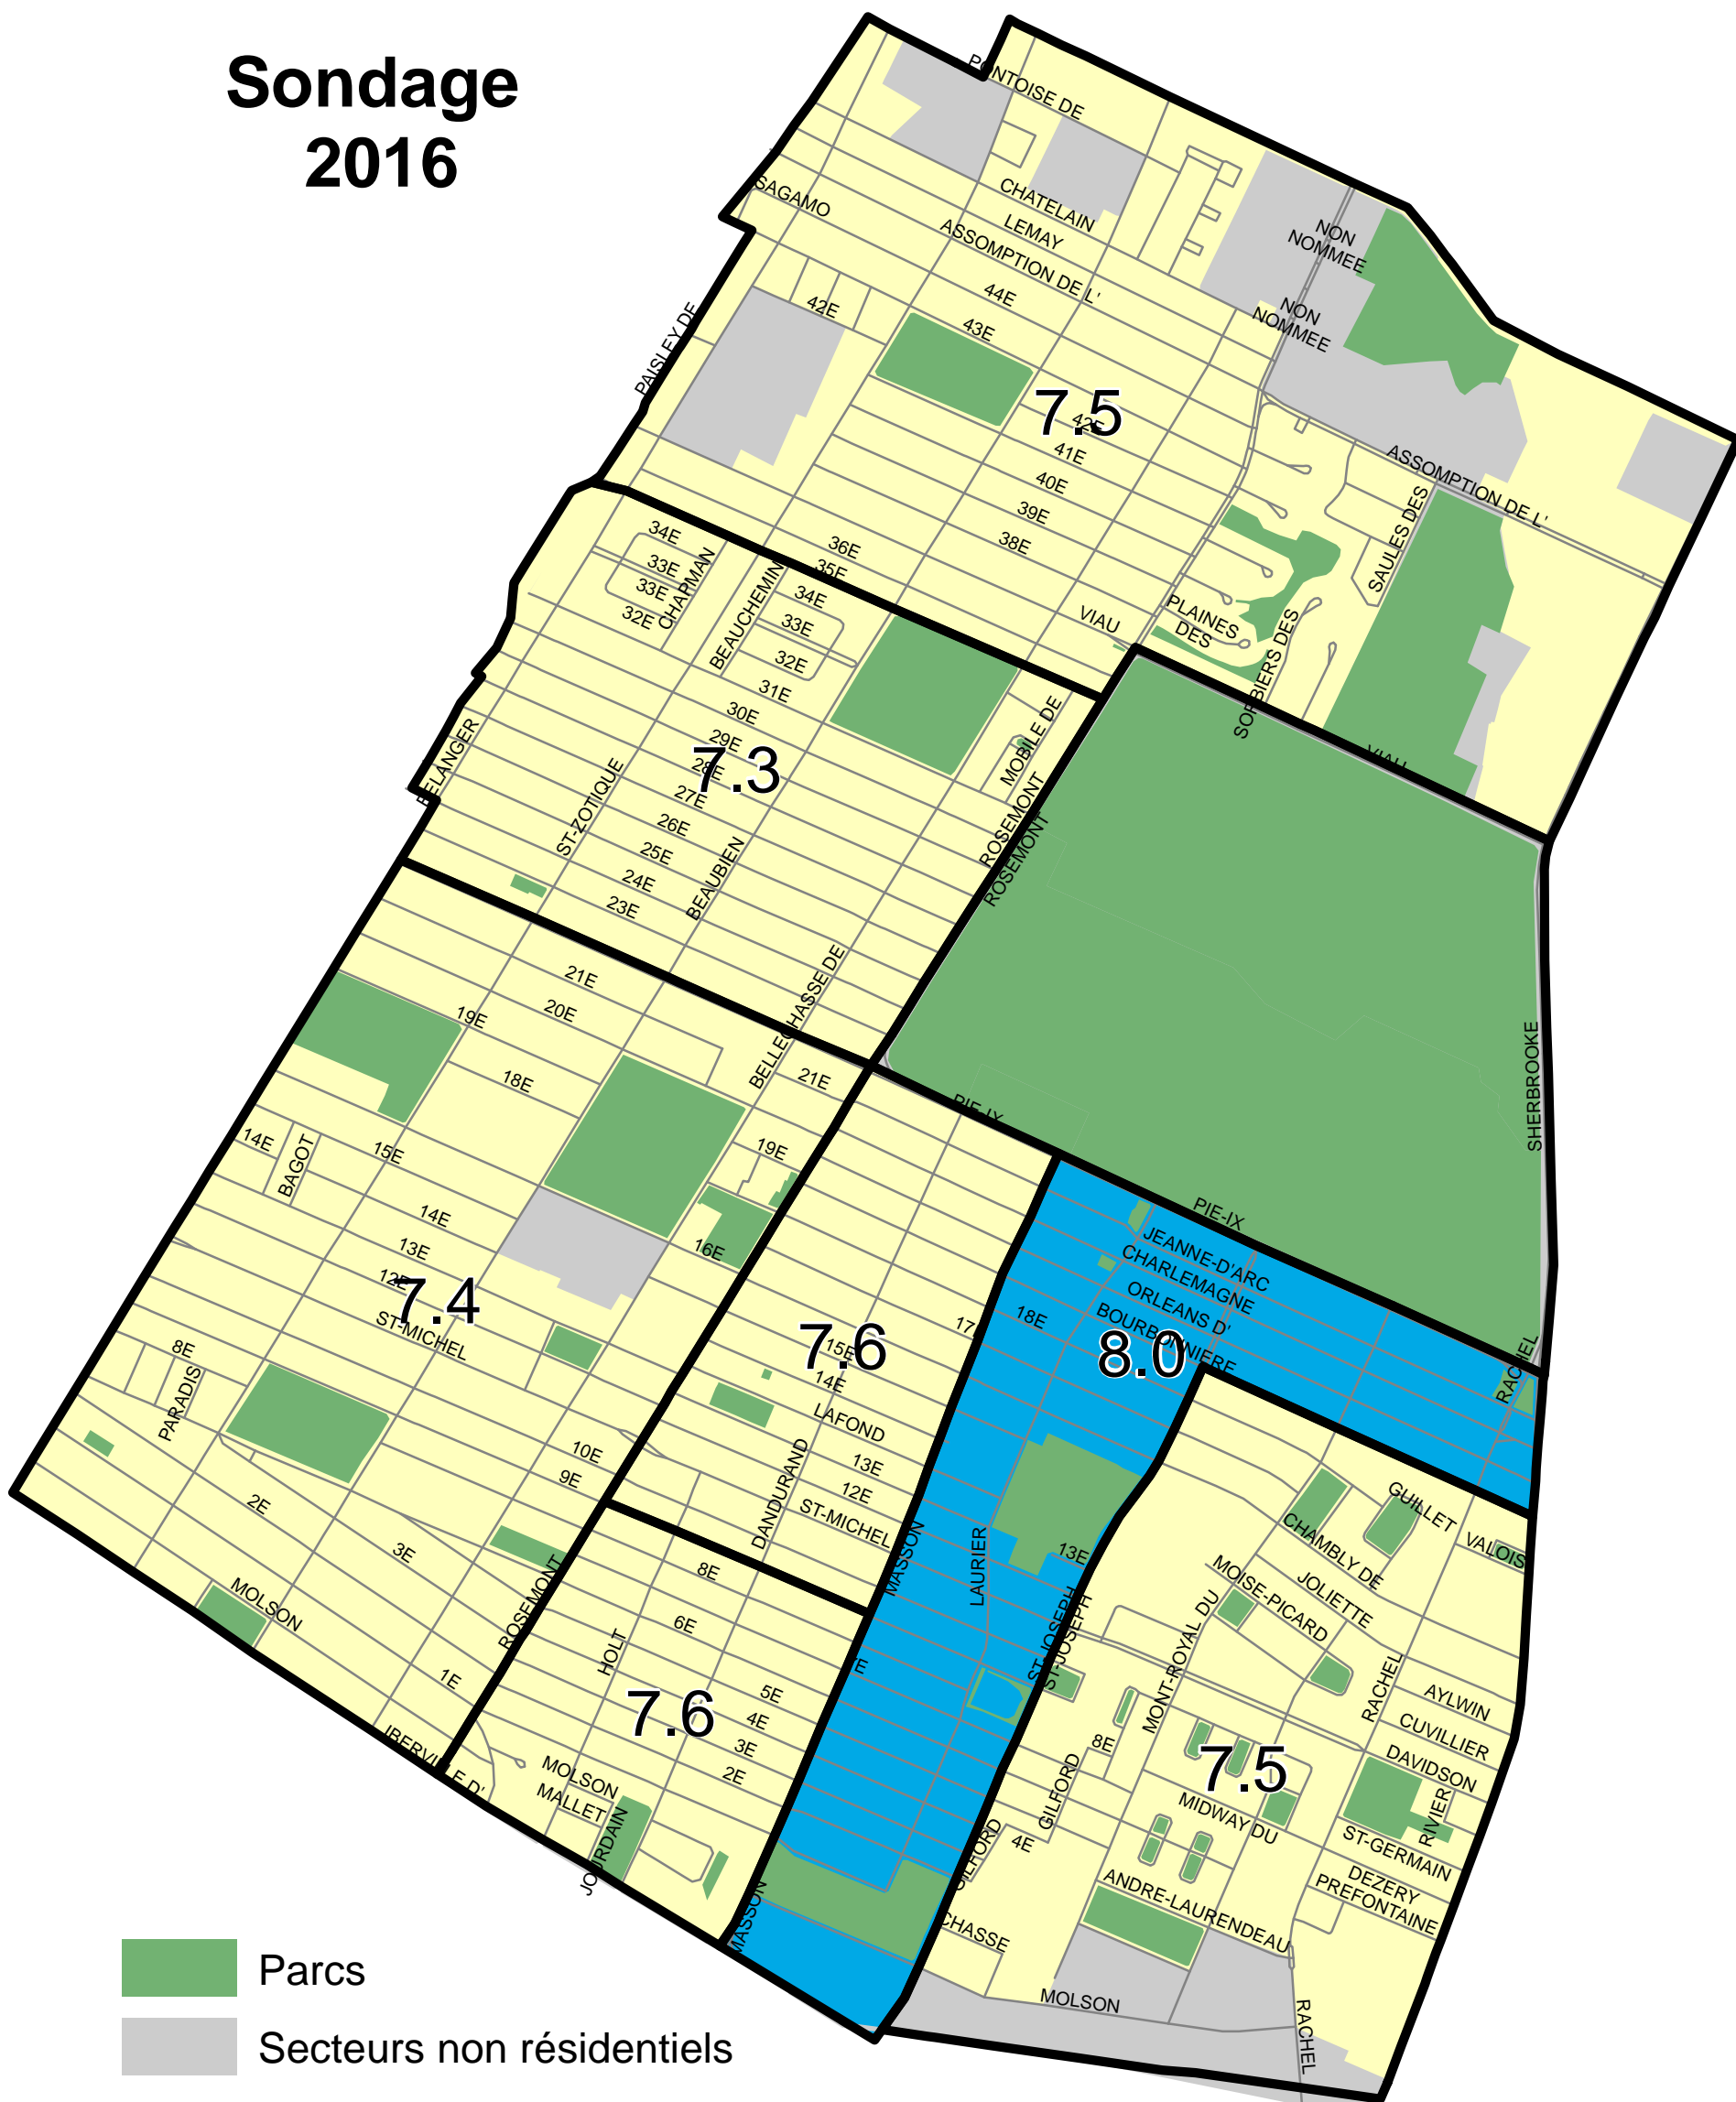 Sondage
2016
PONTOISE DE
SAGAMO
CHATELAIN
LEMAY
ASSOMPTION DE L'
NON
NOMMEE
NON
NOMMEE
44E
43E
42E
PAISLEY DE
7.5
42E
41E
40E
39E
38E
36E
35E
ASSOMPTION DE L'
SAULES DES
PLAINES
DES
SORBIERS DES
VIAU
VIAU
34E
33E
33E
32E
CHAPMAN
BEAUCHEMIN
34E
33E
32E
31E
30E
29E
28E
27E
26E
25E
24E
23E
7.3
BELANGER
ST-ZOTIQUE
BEAUBIEN
MOBILE DE
ROSEMONT
ROSEMONT
BELLECHASSE DE
SHERBROOKE
21E
20E
19E
18E
21E
PIE-IX
19E
14E
BAGOT
15E
14E
13E
12E
16E
7.4
ST-MICHEL
8E
PARADIS
10E
9E
2E
3E
MOLSON
1E
ROSEMONT
IBERVILLE D'
PIE-IX
JEANNE-D'ARC
CHARLEMAGNE
ORLEANS D'
BOURBONNIERE
18E
8.0
RACHEL
17
7.6
15E
14E
LAFOND
13E
12E
ST-MICHEL
DANDURAND
MASSON
LAURIER
13E
ST-JOSEPH
ST-JOSEPH
8E
6E
HOLT
5E
4E
3E
2E
7.6
MOLSON
MALLET
JOURDAIN
MASSON
GUILLET
VALOIS
CHAMBLY DE
JOLIETTE
MOISE-PICARD
MONT-ROYAL DU
RACHEL
AYLWIN
CUVILLIER
DAVIDSON
RIVIER
ST-GERMAIN
DEZERY
PREFONTAINE
7.5
8E
GILFORD
GILFORD
4E
MIDWAY DU
ANDRE-LAURENDEAU
CHASSE
MOLSON
RACHEL
Parcs
Secteurs non résidentiels